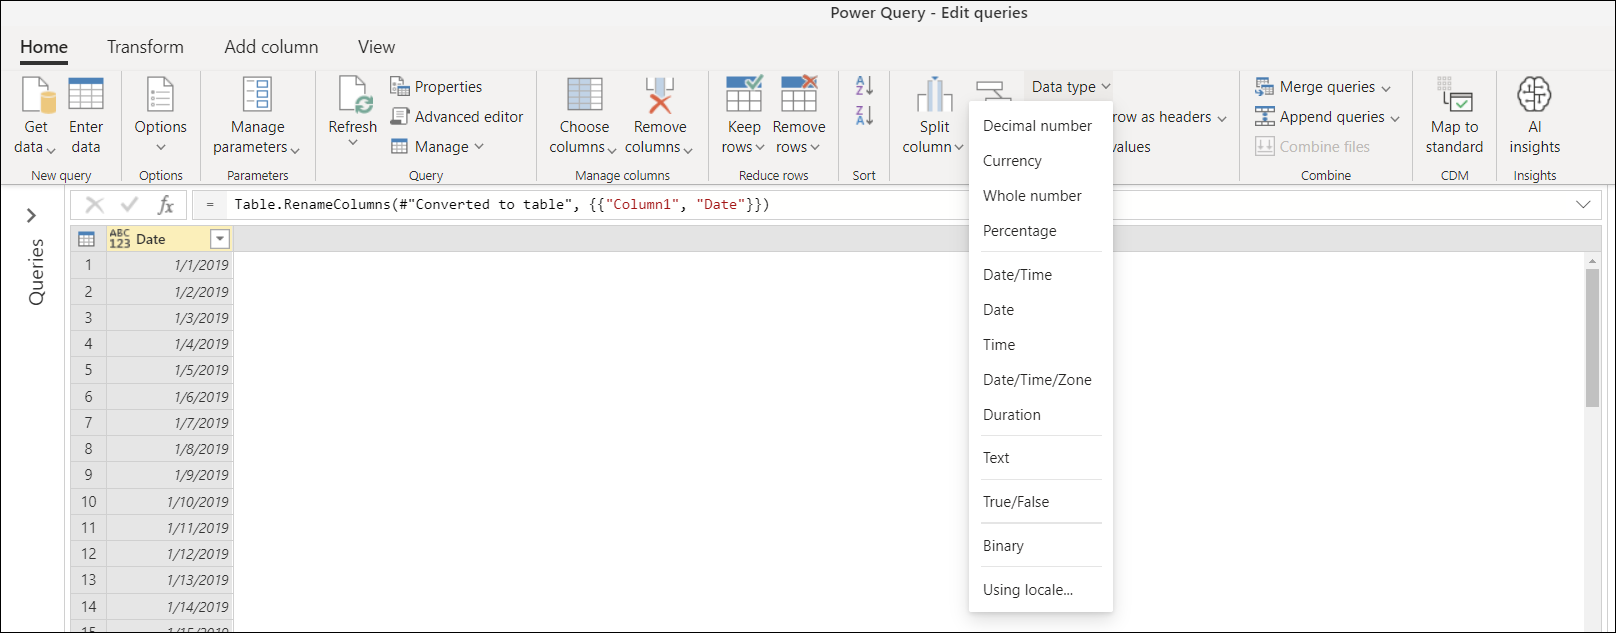 Power Query - Edit queries
Home Transform Add column View
Get data
Enter data
New query
Options
Options
Manage parameters
Parameters
Refresh
Properties
Advanced editor
Manage
Query
Choose columns
Remove columns
Manage columns
Keep rows
Remove rows
Reduce rows
A
Z
Z
A
Sort
Split column
Data type
row as headers
values
Merge queries
Append queries
Combine files
Combine
Map to standard
CDM
AI insights
Insights
Decimal number
Currency
Whole number
Percentage
Date/Time
Date
Time
Date/Time/Zone
Duration
Text
True/False
Binary
Using locale...
Queries
fx = Table.RenameColumns(#"Converted to table", {{"Column1", "Date"}})
ABC
123 Date
1 1/1/2019
2 1/2/2019
3 1/3/2019
4 1/4/2019
5 1/5/2019
6 1/6/2019
7 1/7/2019
8 1/8/2019
9 1/9/2019
10 1/10/2019
11 1/11/2019
12 1/12/2019
13 1/13/2019
14 1/14/2019
15 1/15/2019